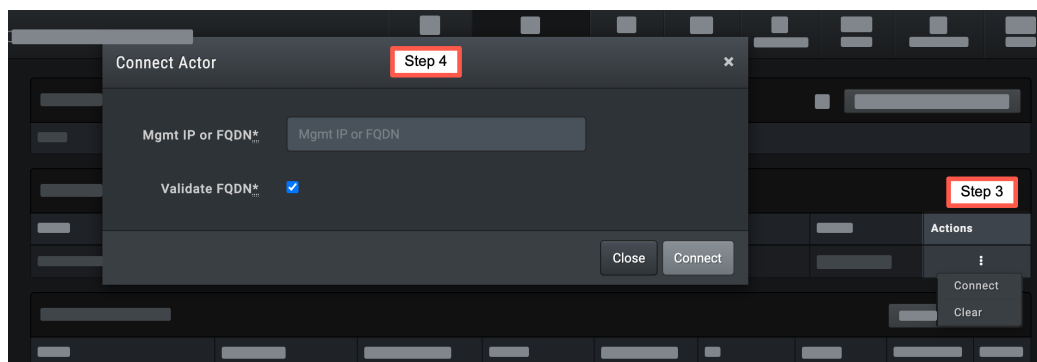 Connect Actor
Step 4
×
Mgmt IP or FQDN*
Mgmt IP or FQDN
Validate FQDN*
Step 3
Actions
Close
Connect
Connect
Clear